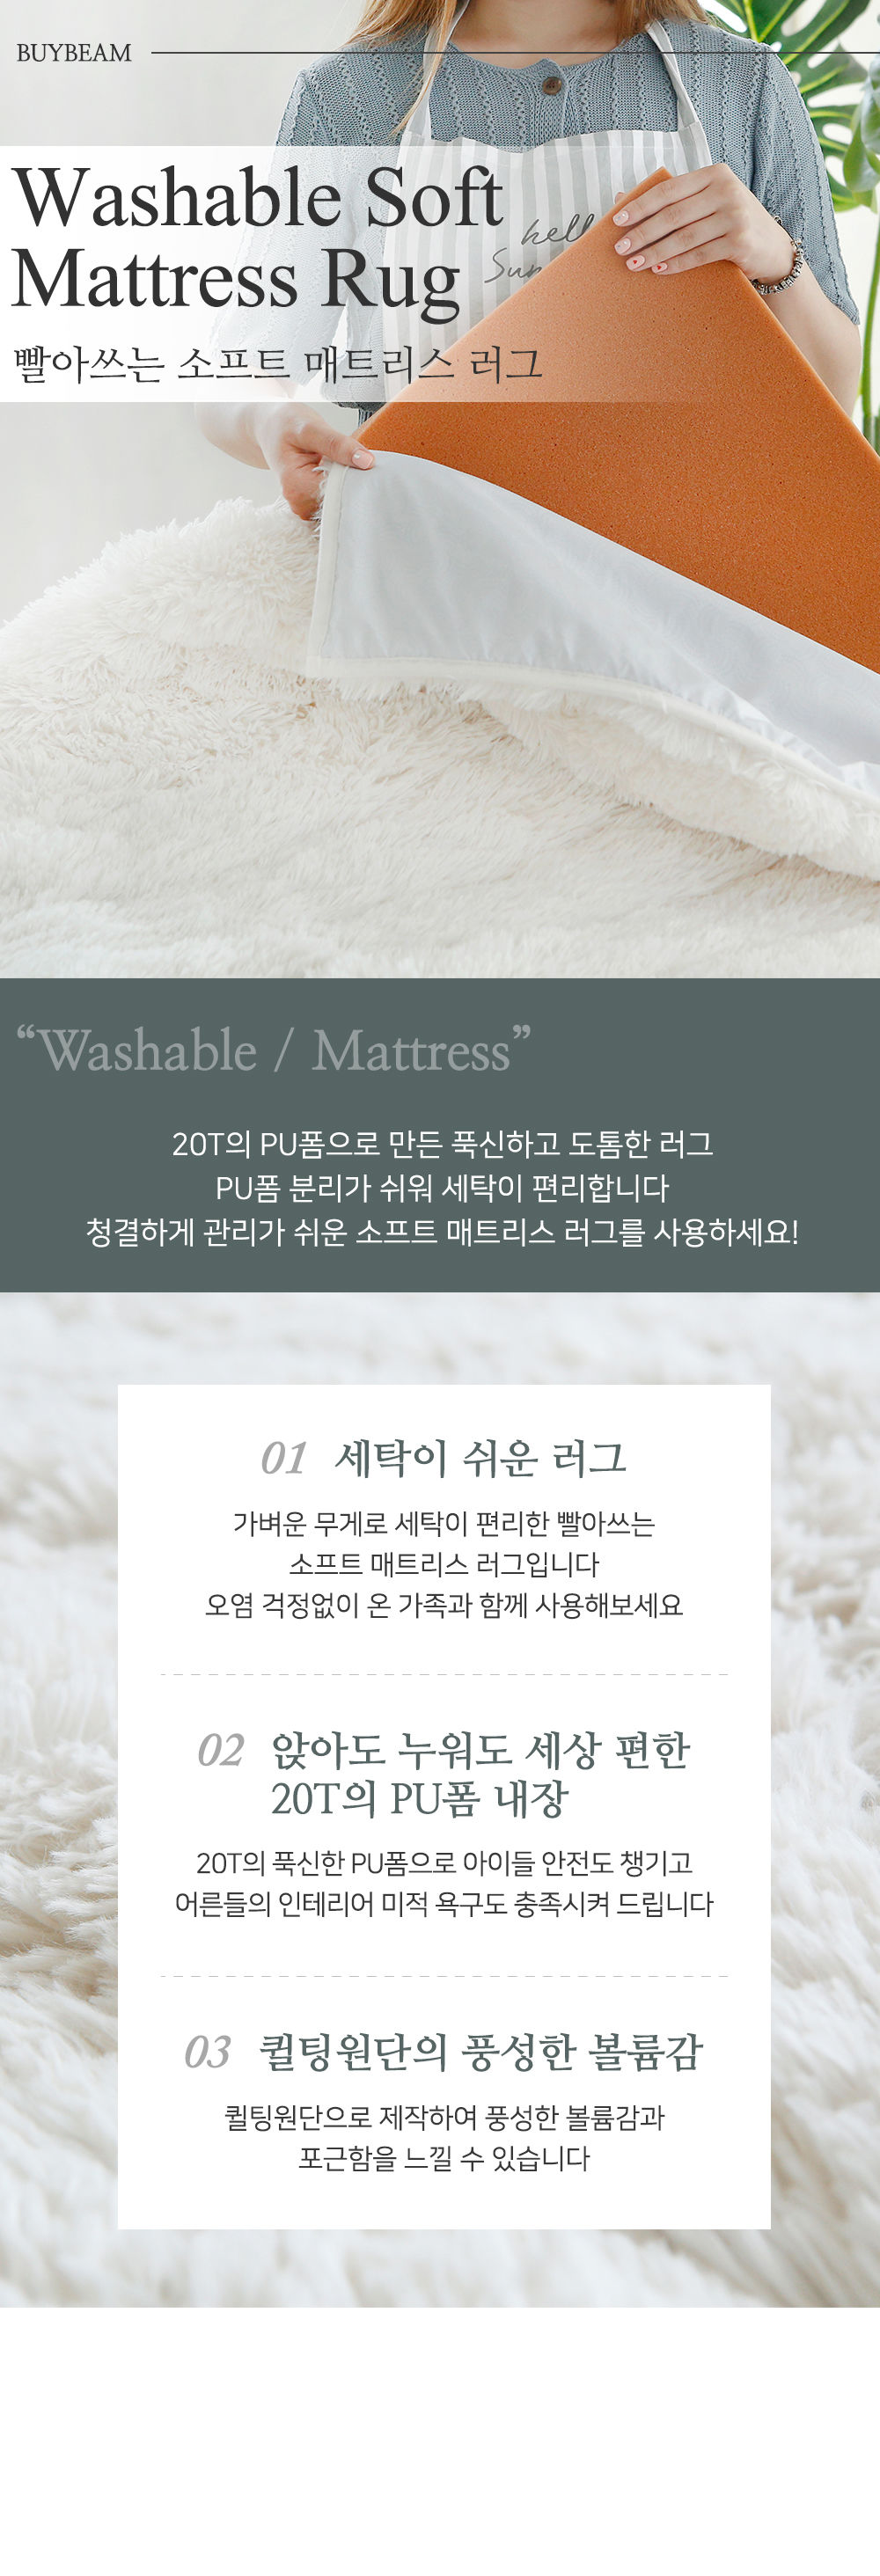 BUYBEAM
Washable Soft
Mattress Rug
빨아쓰는 소프트 매트리스 러그
hell
Sun
“Washable / Mattress”
20T의 PU폼으로 만든 푹신하고 도톰한 러그
PU폼 분리가 쉬워 세탁이 편리합니다
청결하게 관리가 쉬운 소프트 매트리스 러그를 사용하세요!
01 세탁이 쉬운 러그
가벼운 무게로 세탁이 편리한 빨아쓰는
소프트 매트리스 러그입니다
오염 걱정없이 온 가족과 함께 사용해보세요
02 앉아도 누워도 세상 편한
20T의 PU폼 내장
20T의 푹신한 PU폼으로 아이들 안전도 챙기고
어른들의 인테리어 미적 욕구도 충족시켜 드립니다
03 퀼팅원단의 풍성한 볼륨감
퀼팅원단으로 제작하여 풍성한 볼륨감과
포근함을 느낄 수 있습니다